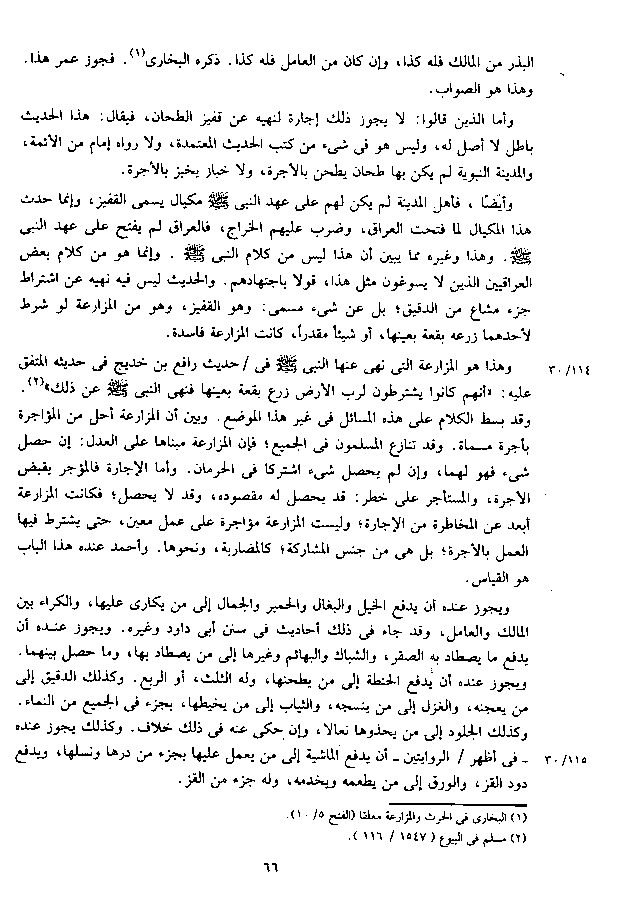 البذر من المالك فله كذا، وإن كان من العامل فله كذا. ذكره البخارى(١). فجوز عمر هذا.
وهذا هو الصواب.
وأما الذين قالوا: لا يجوز ذلك إجارة لنهيه عن قفيز الطحان، فيقال: هذا الحديث
باطل لا أصل له، وليس هو فى شىء من كتب الحديث المعتمدة، ولا رواه إمام من الأئمة،
والمدينة النبوية لم يكن بها طحان يطحن بالأجرة، ولا خباز يخبز بالأجرة.
وأيضًا ، فأهل المدينة لم يكن لهم على عهد النبى ﷺ مكيال يسمى القفيز، وإنما حدث
هذا المكيال لما فتحت العراق، وضرب عليهم الخراج، فالعراق لم يفتح على عهد النبى
ﷺ. وهذا وغيره مما يبين أن هذا ليس من كلام النبى ﷺ . وإنما هو من كلام بعض
العراقيين الذين لا يسوغون مثل هذا، قولا باجتهادهم. والحديث ليس فيه نهيه عن اشتراط
جزء مشاع من الدقيق؛ بل عن شىء مسمى: وهو القفيز، وهو من المزارعة لو شرط
لأحدهما زرعه بقعة بعينها، أو شيئًا مقدراً، كانت المزارعة فاسدة.
وهذا هو المزارعة التى نهى عنها النبى ﷺ فى / حديث رافع بن خديج فى حديثه المتفق ٣٠/١١٤
عليه: «أنهم كانوا يشترطون لرب الأرض زرع بقعة بعينها فنهى النبى ﷺ عن ذلك»(٢).
وقد بسط الكلام على هذه المسائل فى غير هذا الموضع. وبين أن المزارعة أحل من المؤاجرة
بأجرة مسماة. وقد تنازع المسلمون فى الجميع؛ فإن المزارعة مبناها على العدل: إن حصل
شىء فهو لهما، وإن لم يحصل شىء اشتركا فى الحرمان. وأما الإجارة فالمؤجر يقبض
الأجرة، والمستأجر على خطر: قد يحصل له مقصوده، وقد لا يحصل؛ فكانت المزارعة
أبعد عن المخاطرة من الإجارة؛ وليست المزارعة مؤاجرة على عمل معين، حتى يشترط فيها
العمل بالأجرة؛ بل هى من جنس المشاركة؛ كالمضاربة، ونحوها. وأحمد عنده هذا الباب
هو القياس.
ويجوز عنده أن يدفع الخيل والبغال والحمير والجمال إلى من يكارى عليها، والكراء بين
المالك والعامل، وقد جاء فى ذلك أحاديث فى سنن أبى داود وغيره. ويجوز عنده أن
يدفع ما يصطاد به الصقر، والشباك والبهائم وغيرها إلى من يصطاد بها، وما حصل بينهما.
ويجوز عنده أن يدفع الحنطة إلى من يطحنها، وله الثلث، أو الربع. وكذلك الدقيق إلى
من يعجنه، والغزل إلى من ينسجه، والثياب إلى من يخيطها، بجزء فى الجميع من النماء.
وكذلك الجلود إلى من يحذوها نعالا، وإن حكى عنه فى ذلك خلاف. وكذلك يجوز عنده
ـ فى أظهر / الروايتين ـ أن يدفع الماشية إلى من يعمل عليها بجزء من درها ونسلها، ويدفع ٣٠/١١٥
دود القز، والورق إلى من يطعمه ويخدمه، وله جزء من القز.
(١) البخارى فى الحرث والمزارعة معلقا (الفتح ٥/ ١٠).
(٢) مسلم فى البيوع (١٥٤٧ / ١١٦ ).
٦٦